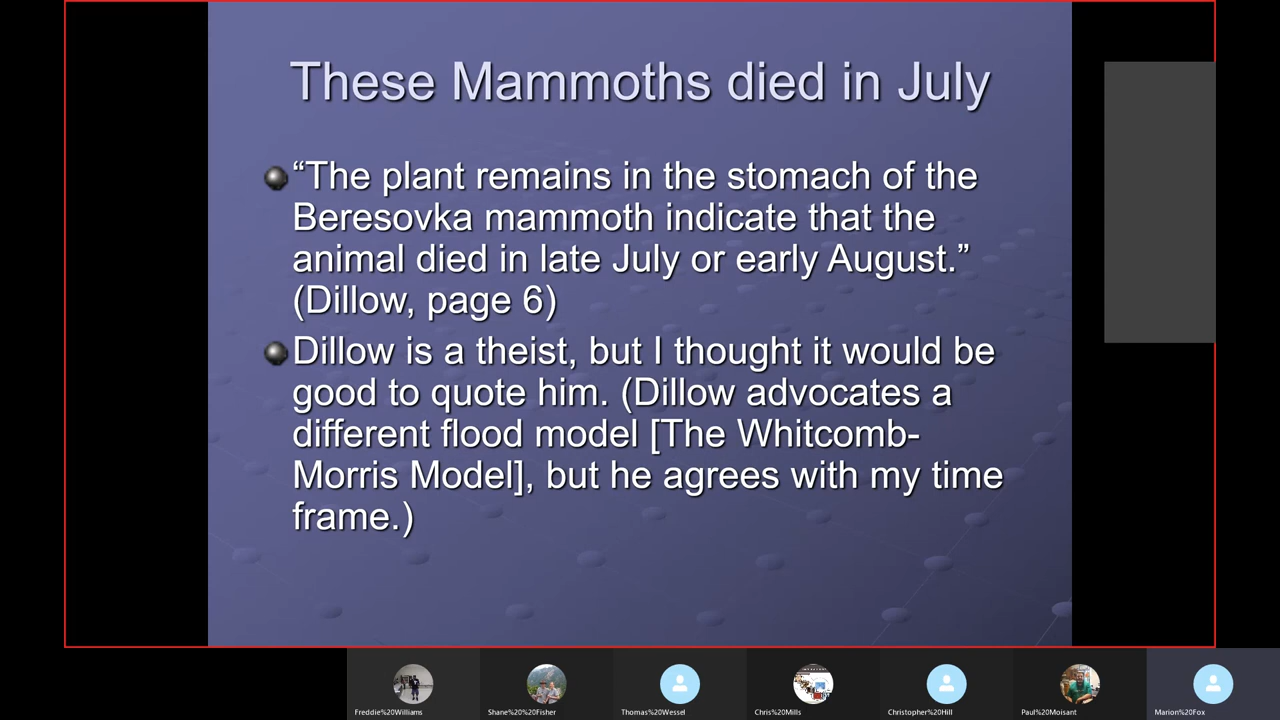 These Mammoths died in July
“The plant remains in the stomach of the
Beresovka mammoth indicate that the
animal died in late July or early August.”
(Dillow, page 6)
Dillow is a theist, but I thought it would be
good to quote him. (Dillow advocates a
different flood model [The Whitcomb-
Morris Model], but he agrees with my time
frame.)
Freddie%20Williams
Shane%20%20Fisher
Thomas%20Wessel
Chris%20Mills
Christopher%20Hill
Paul%20Moisant
Marion%20Fox